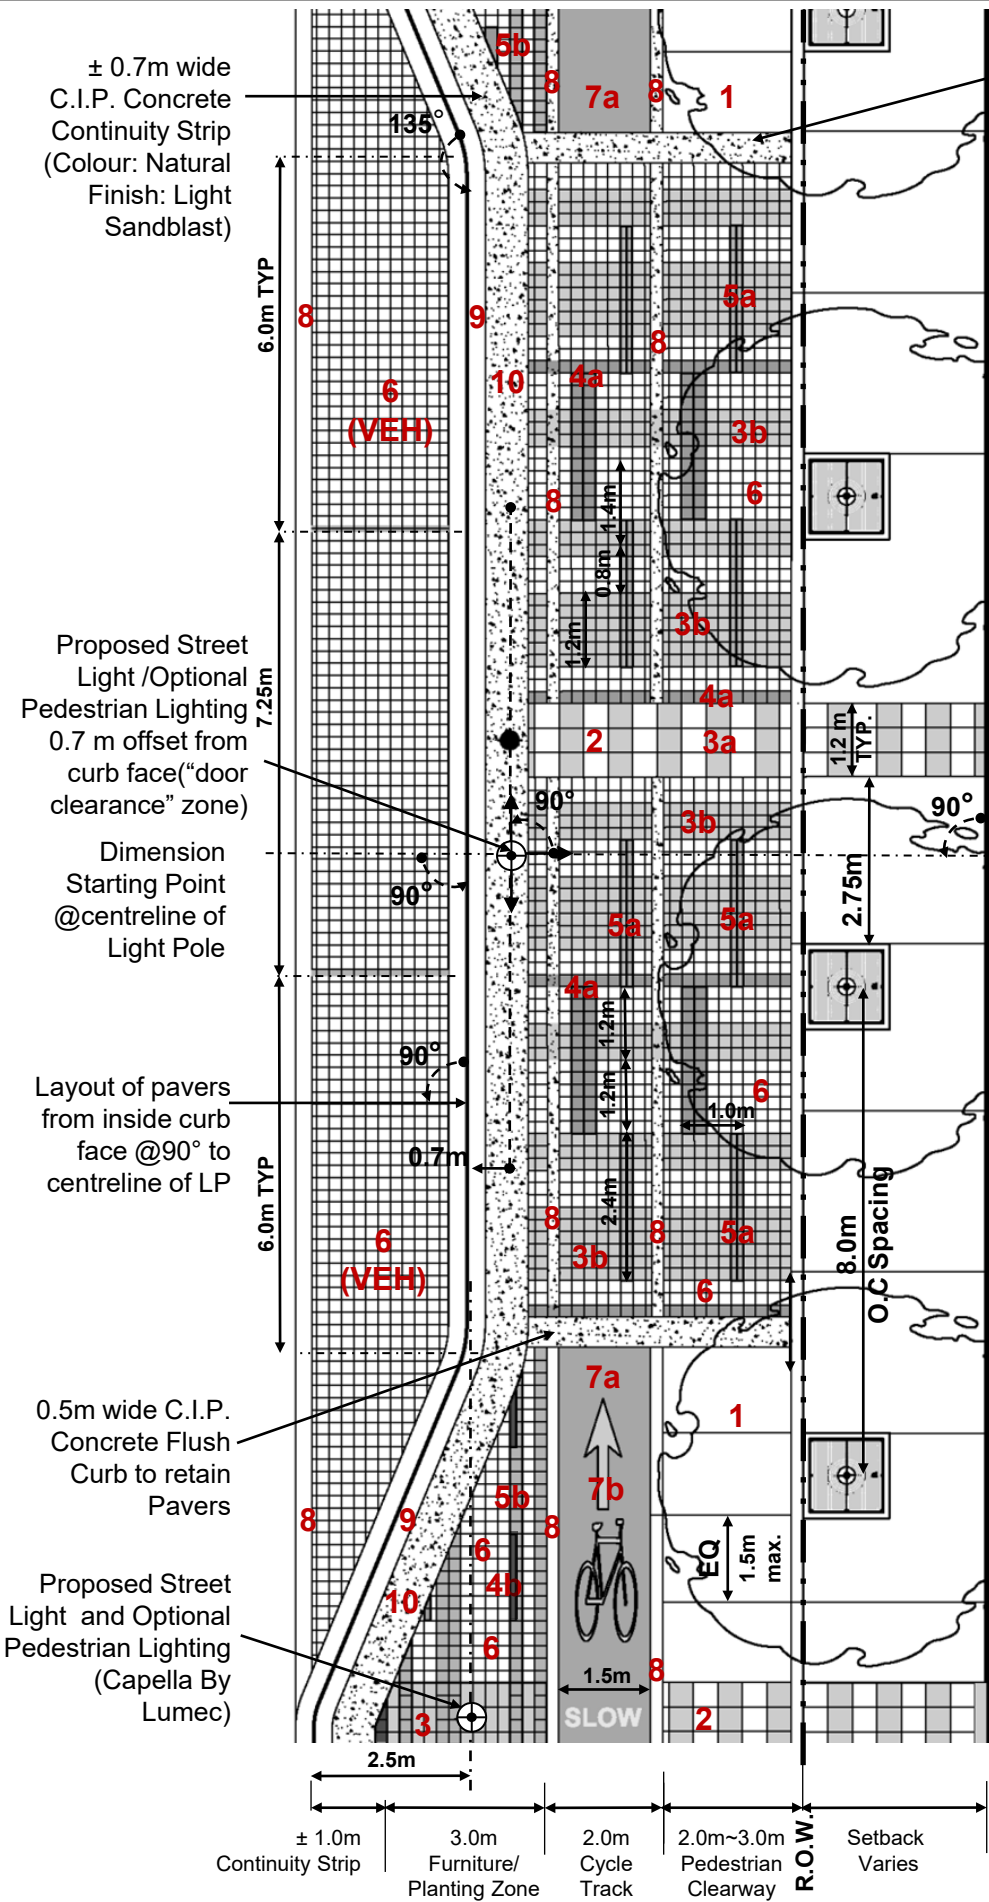 ± 0.7m wide
C.I.P. Concrete
Continuity Strip
(Colour: Natural
Finish: Light
Sandblast)
5b
8
7a
8
1
135°
6.0m TYP
8
9
5a
8
10
4a
6
(VEH)
3b
8
6
1.4m
0.8m
1.2m
3b
Proposed Street
Light /Optional
Pedestrian Lighting
0.7 m offset from
curb face(“door
clearance” zone)
7.25m
4a
2
3a
1.2 m
TYP.
90°
3b
90°
Dimension
Starting Point
@centreline of
Light Pole
90°
2.75m
5a
5a
4a
1.2m
90°
Layout of pavers
from inside curb
face @90° to
centreline of LP
1.2m
6
1.0m
0.7m
6.0m TYP
2.4m
8
8
5a
3b
6
(VEH)
6
8.0m
O.C Spacing
0.5m wide C.I.P.
Concrete Flush
Curb to retain
Pavers
7a
1
7b
5b
8
9
8
6
4b
EQ
1.5m
max.
Proposed Street
Light and Optional
Pedestrian Lighting
(Capella By
Lumec)
10
6
8
1.5m
SLOW
3
2
2.5m
± 1.0m
Continuity Strip
3.0m
Furniture/
Planting Zone
2.0m
Cycle
Track
2.0m~3.0m
Pedestrian
Clearway
R.O.W.
Setback
Varies